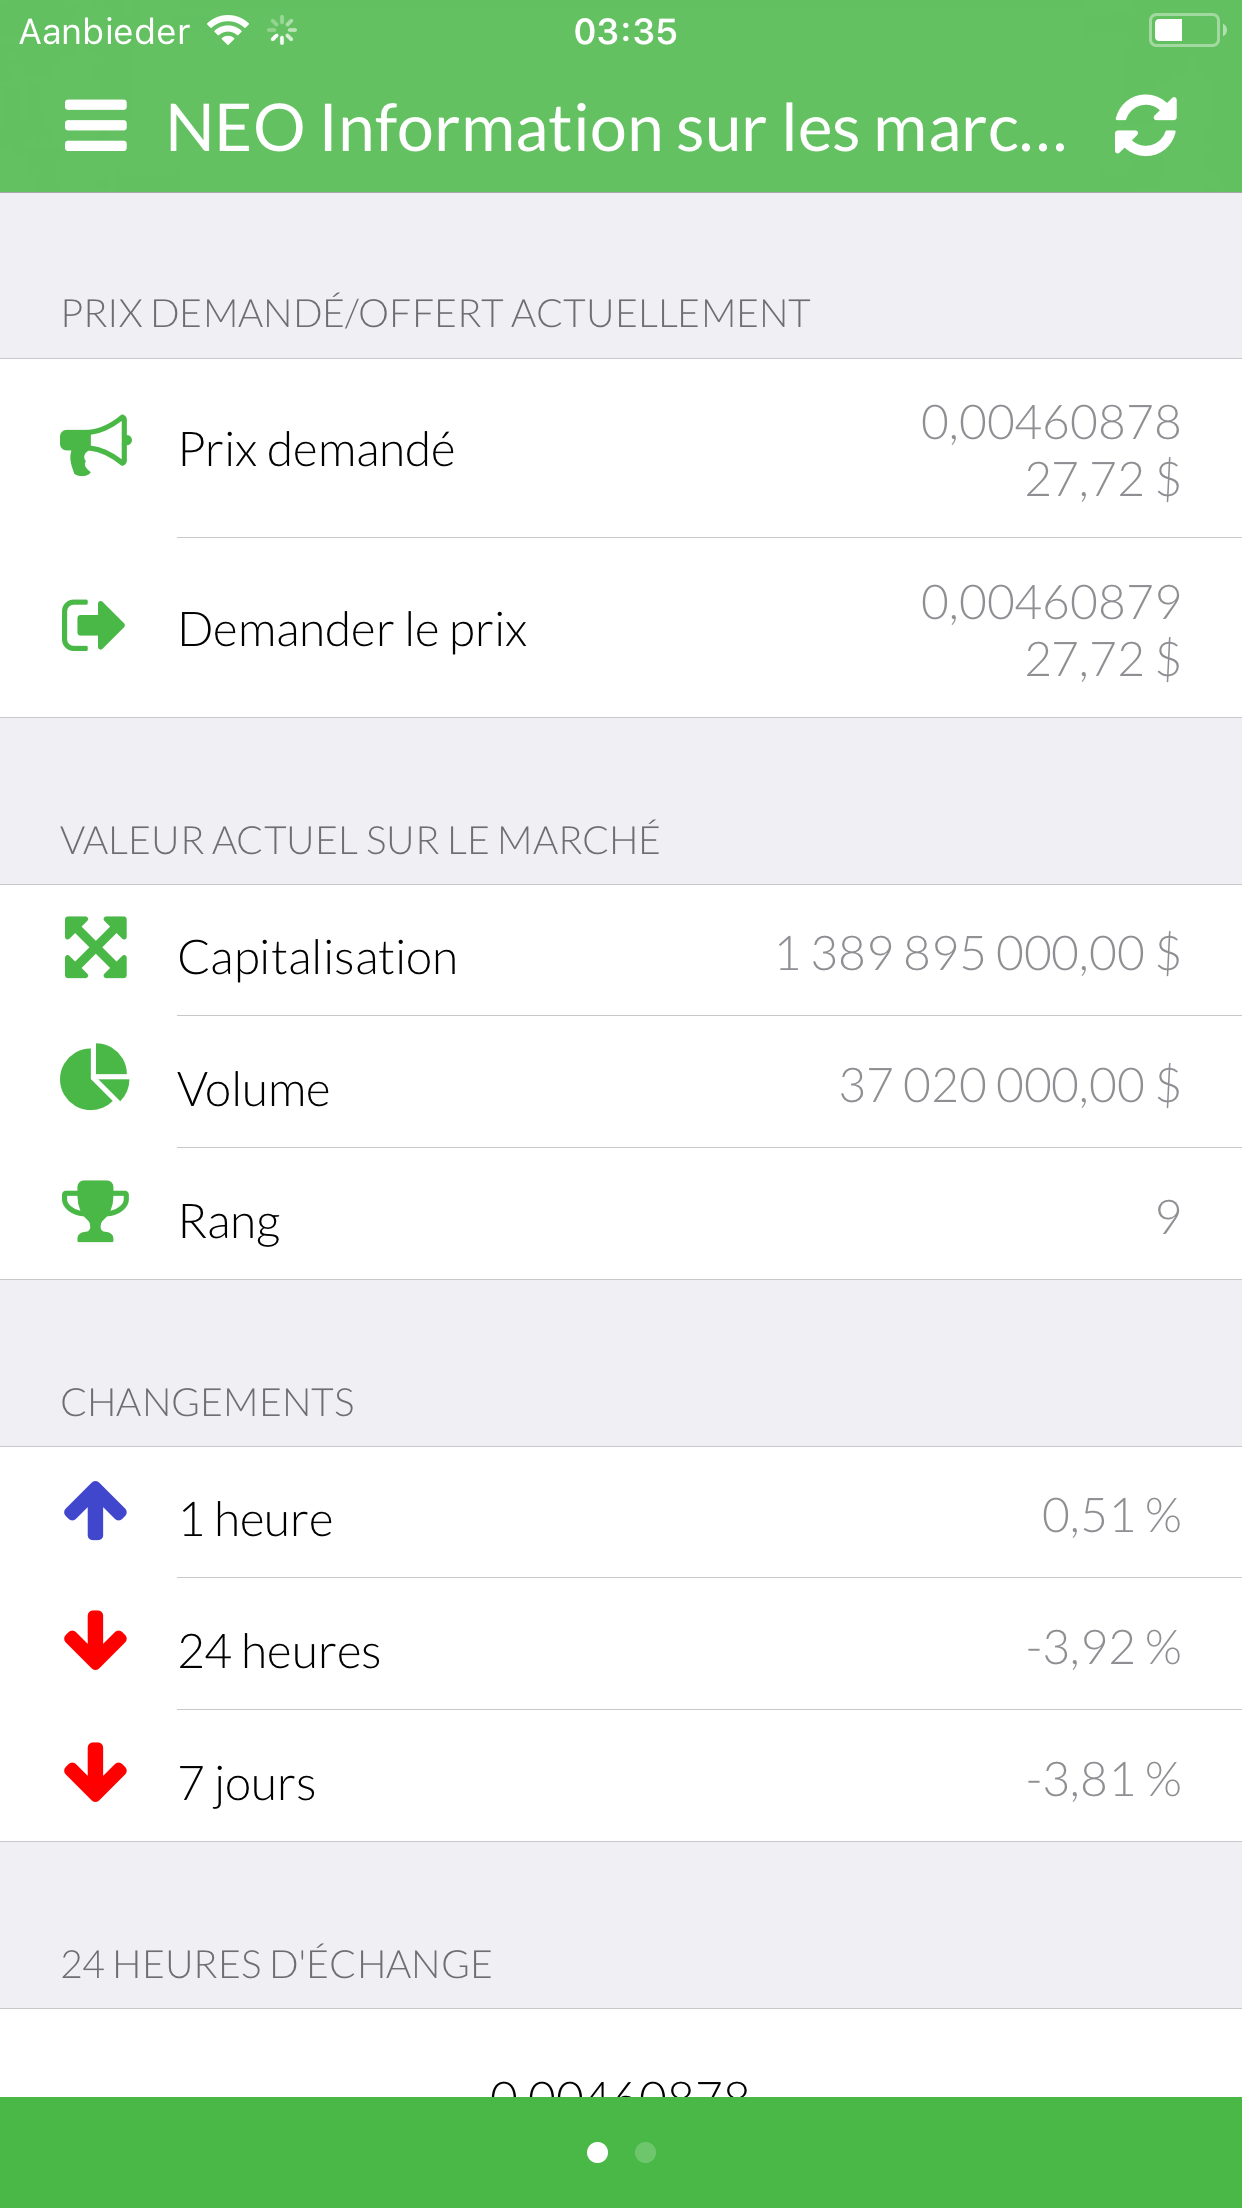 Aanbieder
03:35
NEO Information sur les marc...
PRIX DEMANDÉ/OFFERT ACTUELLEMENT
Prix demandé
0,00460878
27,72 $
Demander le prix
0,00460879
27,72 $
VALEUR ACTUEL SUR LE MARCHÉ
Capitalisation
1 389 895 000,00 $
Volume
37 020 000,00 $
Rang
9
CHANGEMENTS
1 heure
0,51 %
24 heures
-3,92 %
7 jours
-3,81 %
24 HEURES D'ÉCHANGE
0,00460878